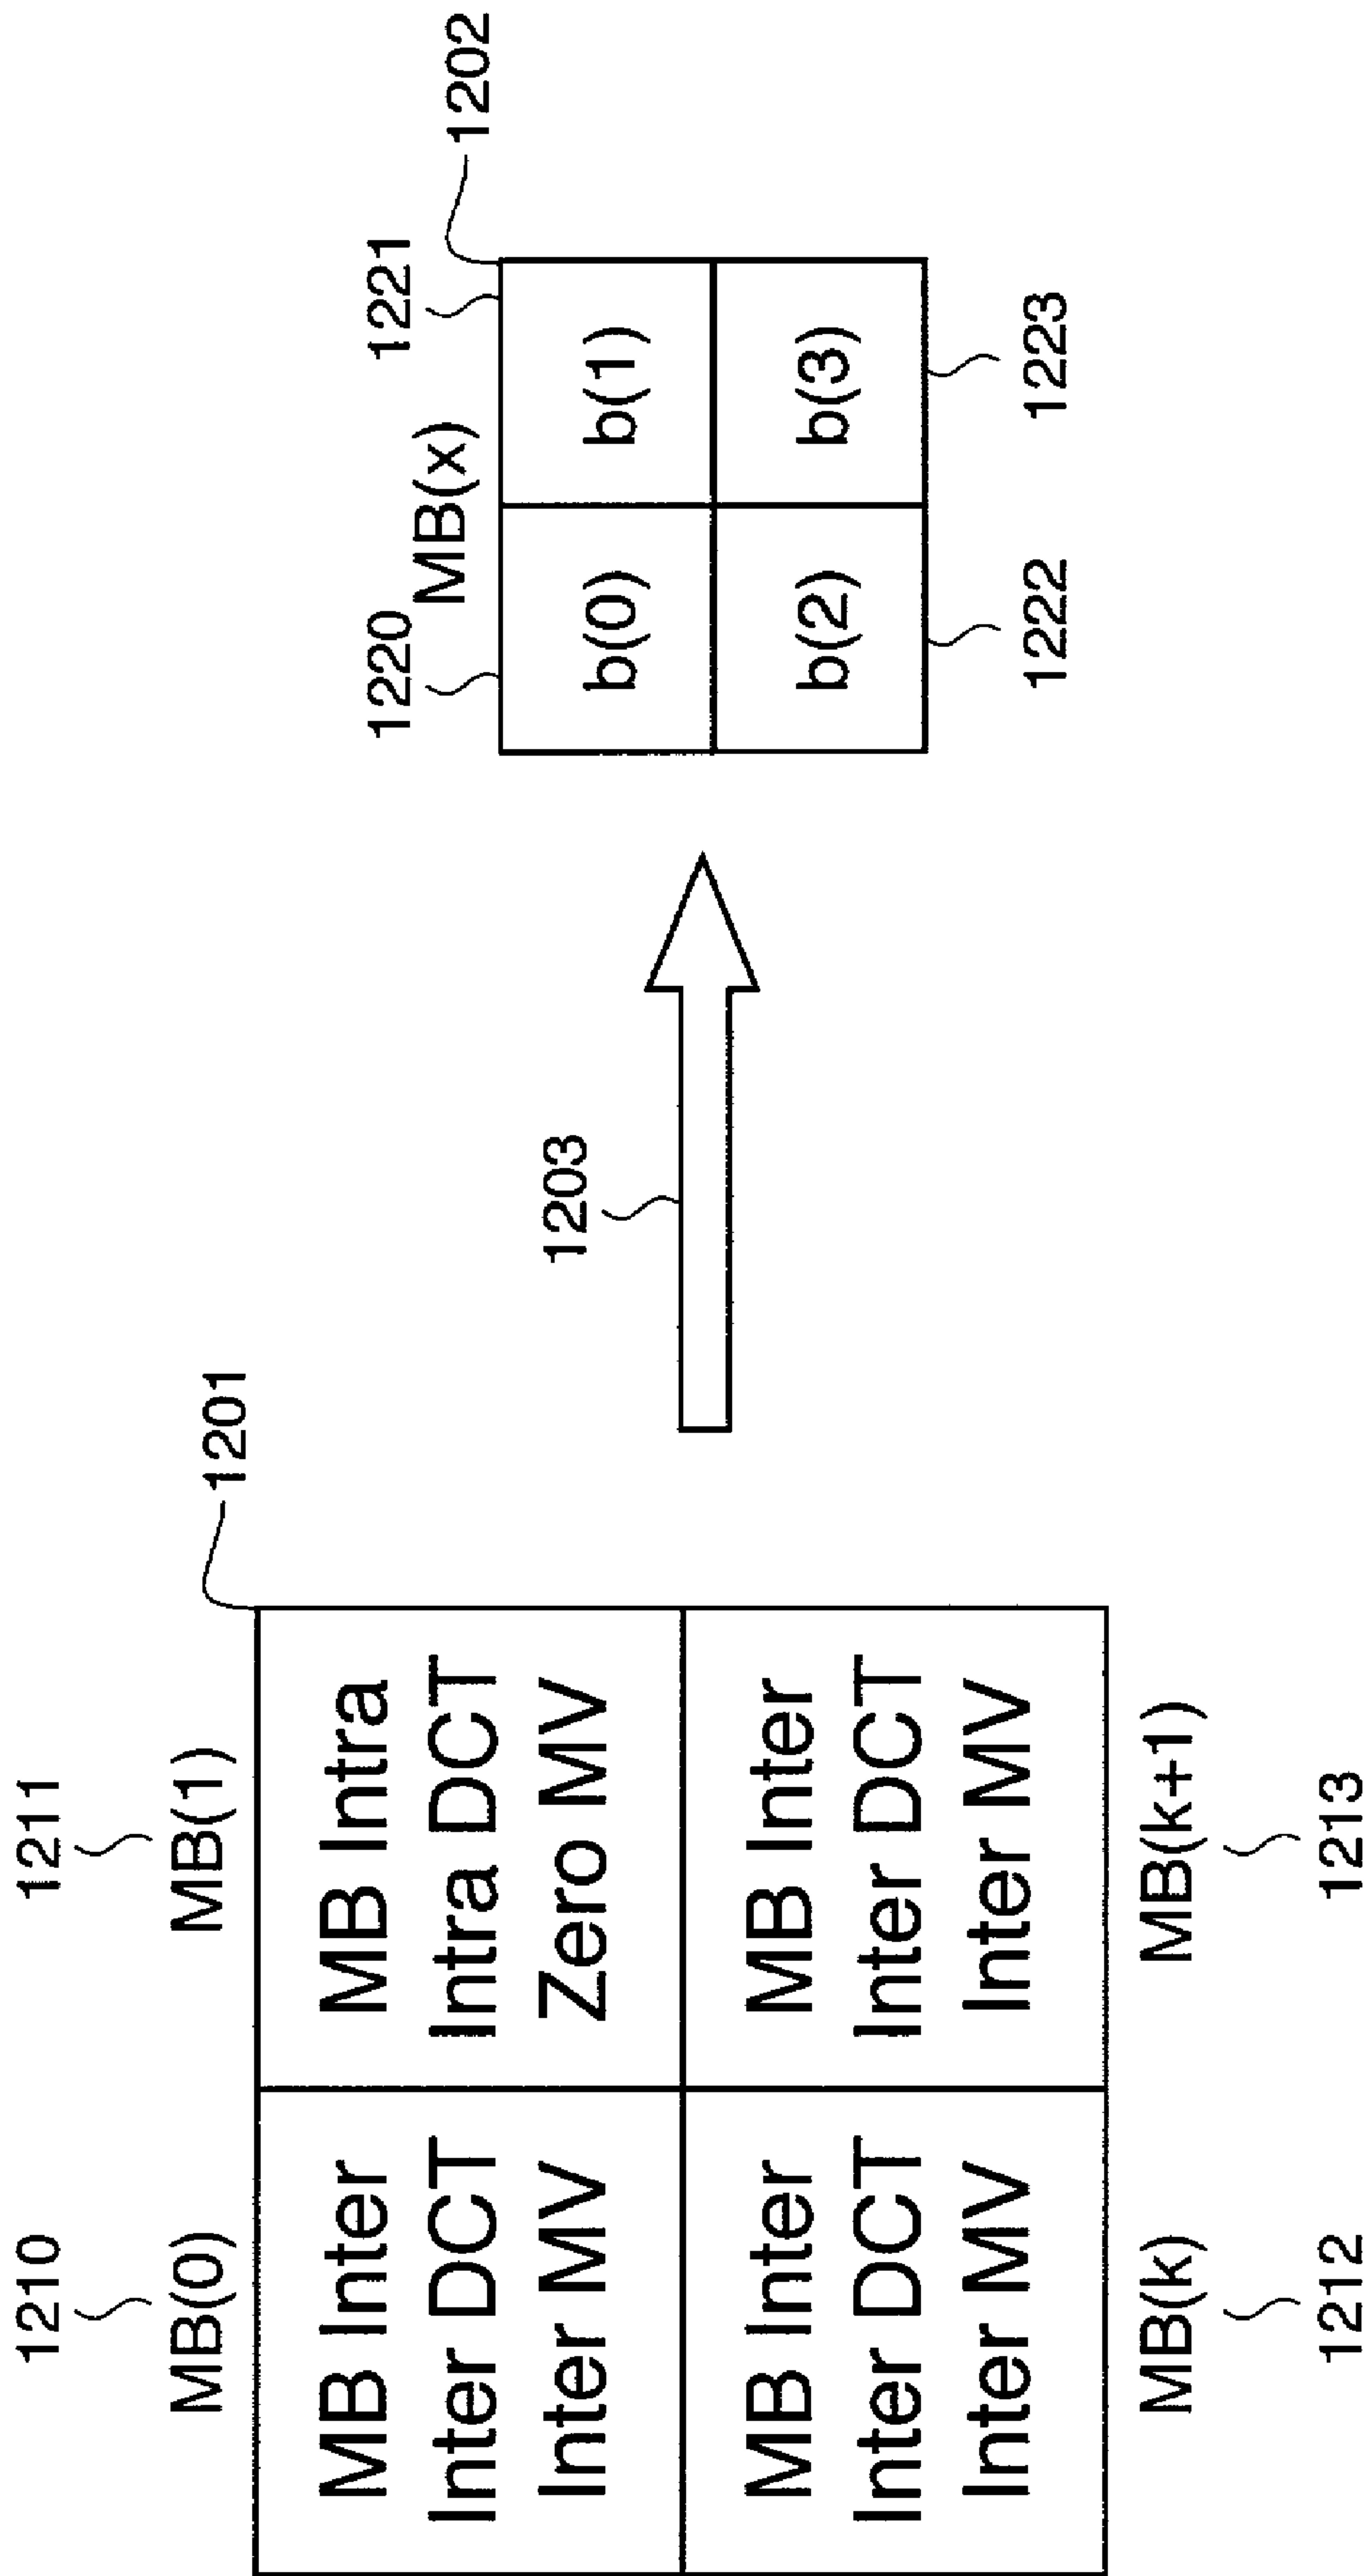 1210
1211
MB(0)
MB(1)
1201
MB Inter
Inter DCT
Inter MV
MB Intra
Intra DCT
Zero MV
MB Inter
Inter DCT
Inter MV
MB Inter
Inter DCT
Inter MV
MB(k)
MB(k+1)
1212
1213
1203
1202
1220
1221
MB(x)
b(0)
b(1)
b(2)
b(3)
1222
1223